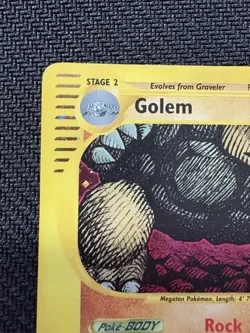 STAGE 2
Evolves from Graveler
Golem
Megaton Pokémon. Length: 4'
Poké-BODY
Rock